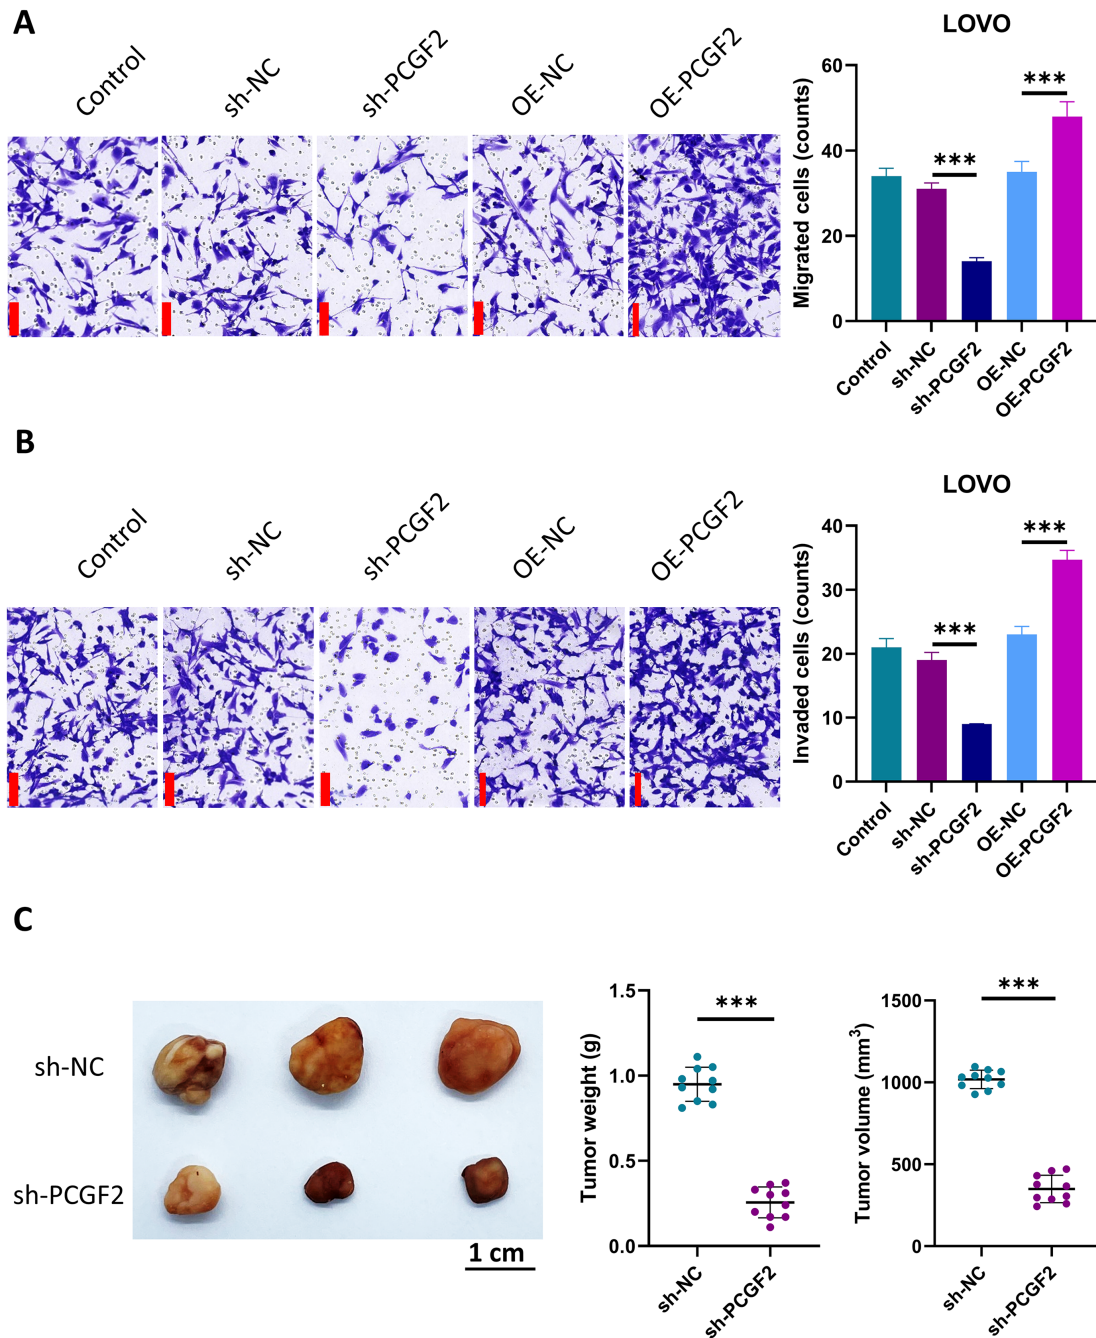 A
Control
sh-NC
sh-PCGF2
OE-NC
OE-PCGF2
LOVO
Migrated cells (counts)
60
40
20
0
***
***
Control
sh-NC
sh-PCGF2
OE-NC
OE-PCGF2
B
Control
sh-NC
sh-PCGF2
OE-NC
OE-PCGF2
LOVO
Invaded cells (counts)
40
30
20
10
0
***
***
Control
sh-NC
sh-PCGF2
OE-NC
OE-PCGF2
C
sh-NC
sh-PCGF2
1 cm
Tumor weight (g)
1.5
1.0
0.5
0.0
***
sh-NC
sh-PCGF2
Tumor volume (mm³)
1500
1000
500
0
***
sh-NC
sh-PCGF2